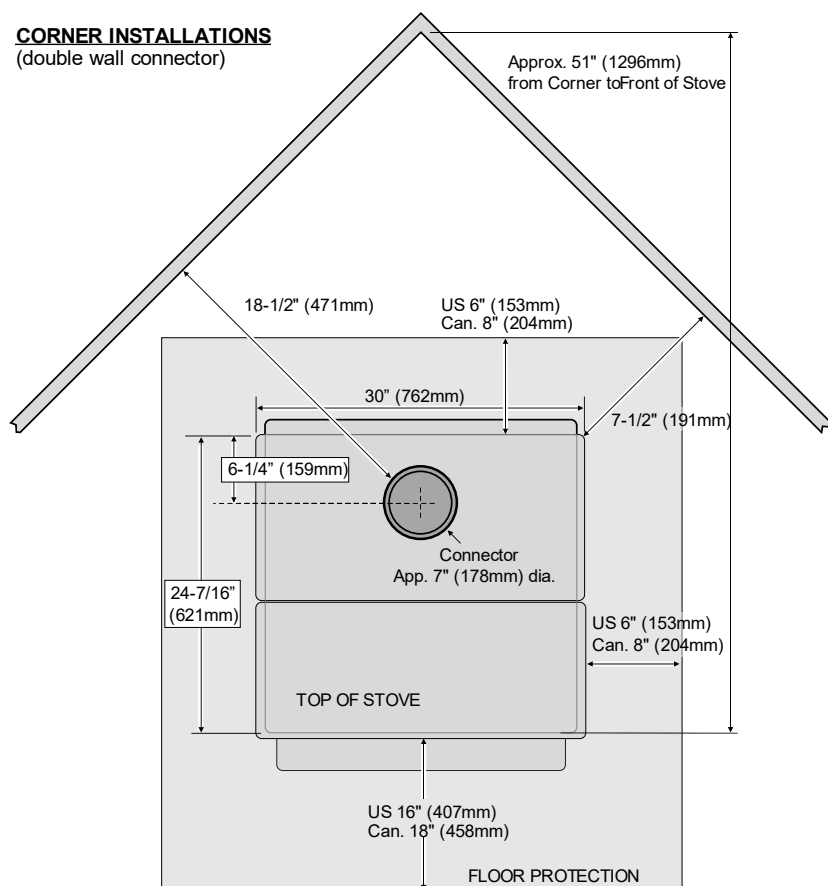 CORNER INSTALLATIONS
(double wall connector)
Approx. 51" (1296mm)
from Corner toFront of Stove
18-1/2" (471mm)
US 6" (153mm)
Can. 8" (204mm)
30” (762mm)
7-1/2" (191mm)
6-1/4” (159mm)
Connector
App. 7" (178mm) dia.
24-7/16”
(621mm)
US 6" (153mm)
Can. 8" (204mm)
TOP OF STOVE
US 16" (407mm)
Can. 18" (458mm)
FLOOR PROTECTION